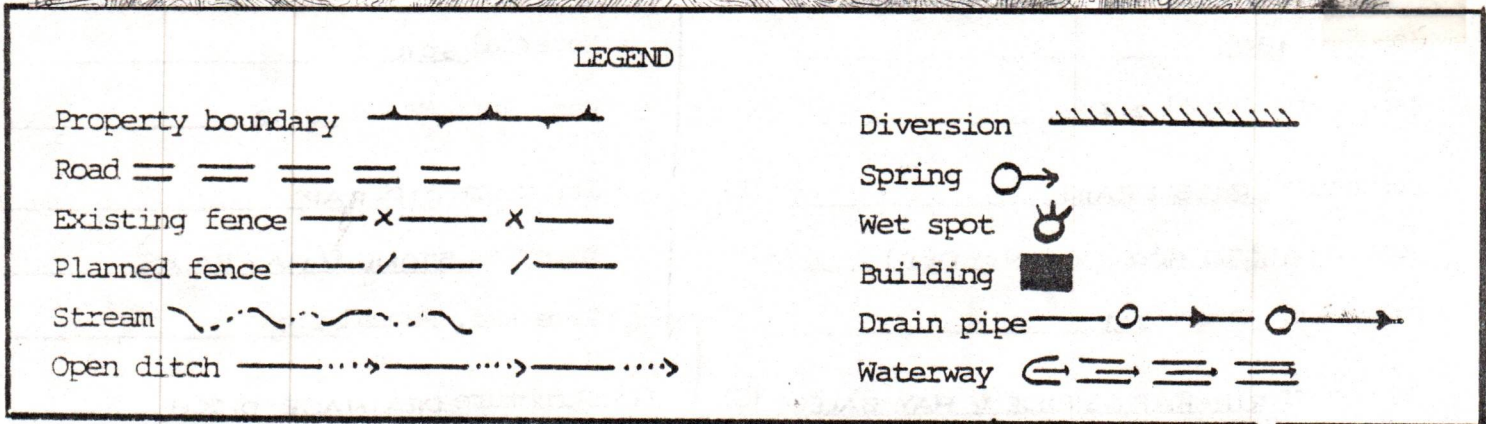 LEGEND
Property boundary
Road
Existing fence
Planned fence
Stream
Open ditch
Diversion
Spring
Wet spot
Building
Drain pipe
Waterway